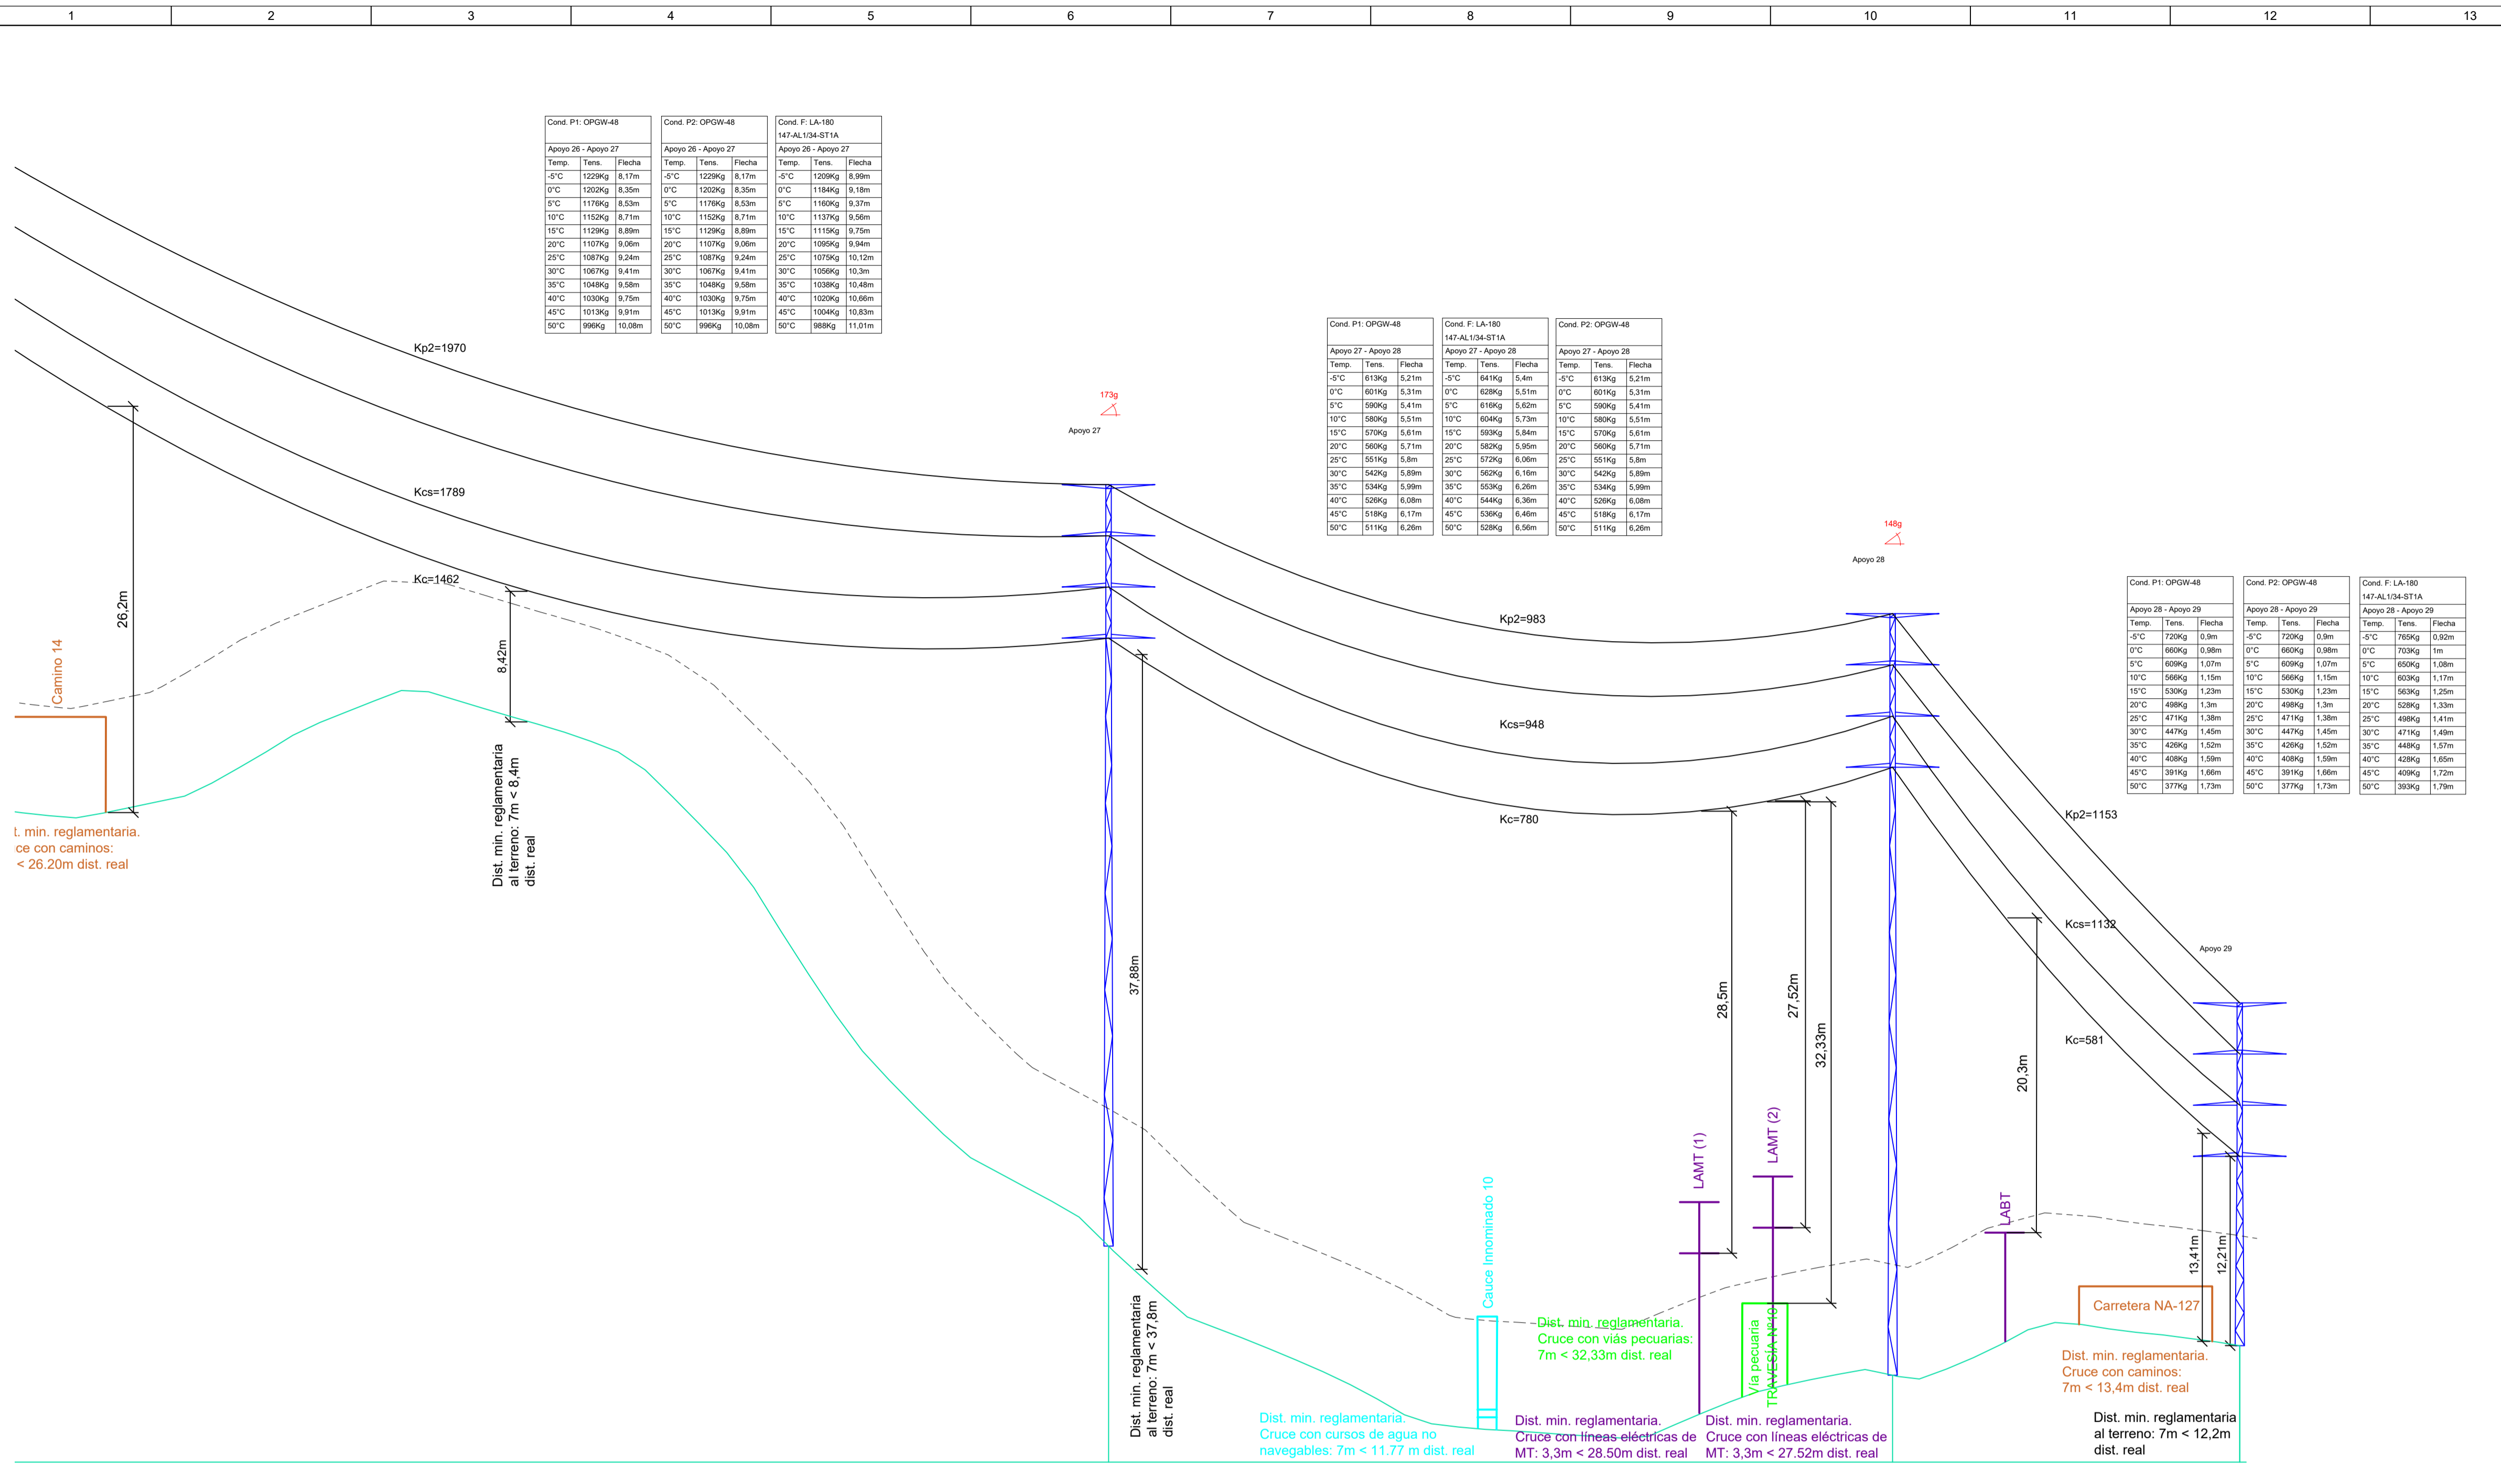 1 2 3 4 5 6 7 8 9 10 11 12 13
Cond. P1: OPGW-48
Apoyo 26 - Apoyo 27
Temp. Tens. Flecha
-5°C 1229Kg 8,17m
0°C 1202Kg 8,35m
5°C 1176Kg 8,53m
10°C 1152Kg 8,71m
15°C 1129Kg 8,89m
20°C 1107Kg 9,06m
25°C 1087Kg 9,24m
30°C 1067Kg 9,41m
35°C 1048Kg 9,58m
40°C 1030Kg 9,75m
45°C 1013Kg 9,91m
50°C 996Kg 10,08m
Cond. P2: OPGW-48
Apoyo 26 - Apoyo 27
Temp. Tens. Flecha
-5°C 1229Kg 8,17m
0°C 1202Kg 8,35m
5°C 1176Kg 8,53m
10°C 1152Kg 8,71m
15°C 1129Kg 8,89m
20°C 1107Kg 9,06m
25°C 1087Kg 9,24m
30°C 1067Kg 9,41m
35°C 1048Kg 9,58m
40°C 1030Kg 9,75m
45°C 1013Kg 9,91m
50°C 996Kg 10,08m
Cond. F: LA-180
147-AL1/34-ST1A
Apoyo 26 - Apoyo 27
Temp. Tens. Flecha
-5°C 1209Kg 8,99m
0°C 1184Kg 9,18m
5°C 1160Kg 9,37m
10°C 1137Kg 9,56m
15°C 1115Kg 9,75m
20°C 1095Kg 9,94m
25°C 1075Kg 10,12m
30°C 1056Kg 10,3m
35°C 1038Kg 10,48m
40°C 1020Kg 10,66m
45°C 1004Kg 10,83m
50°C 988Kg 11,01m
Kp2=1970
Kcs=1789
Kc=1462
26,2m
Camino 14
t. min. reglamentaria.
ce con caminos:
< 26.20m dist. real
8,42m
Dist. min. reglamentaria
al terreno: 7m < 8,4m
dist. real
173g
Apoyo 27
37,88m
Dist. min. reglamentaria
al terreno: 7m < 37,8m
dist. real
Cond. P1: OPGW-48
Apoyo 27 - Apoyo 28
Temp. Tens. Flecha
-5°C 613Kg 5,21m
0°C 601Kg 5,31m
5°C 590Kg 5,41m
10°C 580Kg 5,51m
15°C 570Kg 5,61m
20°C 560Kg 5,71m
25°C 551Kg 5,8m
30°C 542Kg 5,89m
35°C 534Kg 5,99m
40°C 526Kg 6,08m
45°C 518Kg 6,17m
50°C 511Kg 6,26m
Cond. F: LA-180
147-AL1/34-ST1A
Apoyo 27 - Apoyo 28
Temp. Tens. Flecha
-5°C 641Kg 5,4m
0°C 628Kg 5,51m
5°C 616Kg 5,62m
10°C 604Kg 5,73m
15°C 593Kg 5,84m
20°C 582Kg 5,95m
25°C 572Kg 6,06m
30°C 562Kg 6,16m
35°C 553Kg 6,26m
40°C 544Kg 6,36m
45°C 536Kg 6,46m
50°C 528Kg 6,56m
Cond. P2: OPGW-48
Apoyo 27 - Apoyo 28
Temp. Tens. Flecha
-5°C 613Kg 5,21m
0°C 601Kg 5,31m
5°C 590Kg 5,41m
10°C 580Kg 5,51m
15°C 570Kg 5,61m
20°C 560Kg 5,71m
25°C 551Kg 5,8m
30°C 542Kg 5,89m
35°C 534Kg 5,99m
40°C 526Kg 6,08m
45°C 518Kg 6,17m
50°C 511Kg 6,26m
Kp2=983
Kcs=948
Kc=780
148g
Apoyo 28
28,5m
27,52m
32,33m
LAMT (1)
LAMT (2)
Cauce Innominado 10
Dist. min. reglamentaria.
Cruce con viás pecuarias:
7m < 32,33m dist. real
Vía pecuaria
TRAVESÍA Nº13
Dist. min. reglamentaria.
Cruce con cursos de agua no
navegables: 7m < 11.77 m dist. real
Dist. min. reglamentaria.
Cruce con líneas eléctricas de
MT: 3,3m < 28.50m dist. real
Dist. min. reglamentaria.
Cruce con líneas eléctricas de
MT: 3,3m < 27.52m dist. real
Cond. P1: OPGW-48
Apoyo 28 - Apoyo 29
Temp. Tens. Flecha
-5°C 720Kg 0,9m
0°C 660Kg 0,98m
5°C 609Kg 1,07m
10°C 566Kg 1,15m
15°C 530Kg 1,23m
20°C 498Kg 1,3m
25°C 471Kg 1,38m
30°C 447Kg 1,45m
35°C 426Kg 1,52m
40°C 408Kg 1,59m
45°C 391Kg 1,66m
50°C 377Kg 1,73m
Cond. P2: OPGW-48
Apoyo 28 - Apoyo 29
Temp. Tens. Flecha
-5°C 720Kg 0,9m
0°C 660Kg 0,98m
5°C 609Kg 1,07m
10°C 566Kg 1,15m
15°C 530Kg 1,23m
20°C 498Kg 1,3m
25°C 471Kg 1,38m
30°C 447Kg 1,45m
35°C 426Kg 1,52m
40°C 408Kg 1,59m
45°C 391Kg 1,66m
50°C 377Kg 1,73m
Cond. F: LA-180
147-AL1/34-ST1A
Apoyo 28 - Apoyo 29
Temp. Tens. Flecha
-5°C 765Kg 0,92m
0°C 703Kg 1m
5°C 650Kg 1,08m
10°C 603Kg 1,17m
15°C 563Kg 1,25m
20°C 528Kg 1,33m
25°C 498Kg 1,41m
30°C 471Kg 1,49m
35°C 448Kg 1,57m
40°C 428Kg 1,65m
45°C 409Kg 1,72m
50°C 393Kg 1,79m
Kp2=1153
Kcs=1132
Kc=581
Apoyo 29
20,3m
LABT
13,41m
12,21m
Carretera NA-127
Dist. min. reglamentaria.
Cruce con caminos:
7m < 13,4m dist. real
Dist. min. reglamentaria
al terreno: 7m < 12,2m
dist. real